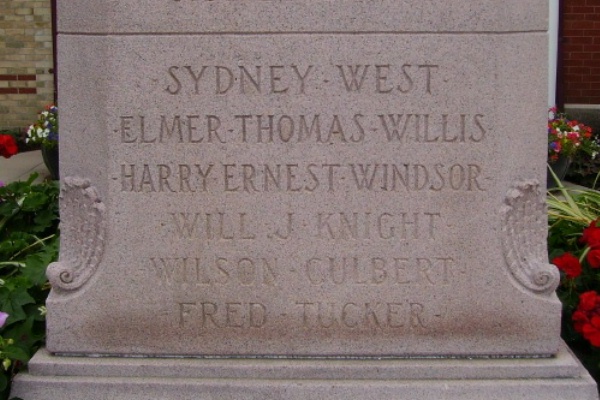 SYDNEY · WEST
·ELMER·THOMAS·WILLIS·
·HARRY·ERNEST·WINDSOR·
·WILL·J·KNIGHT·
·WILSON·CULBERT·
·FRED·TUCKER·